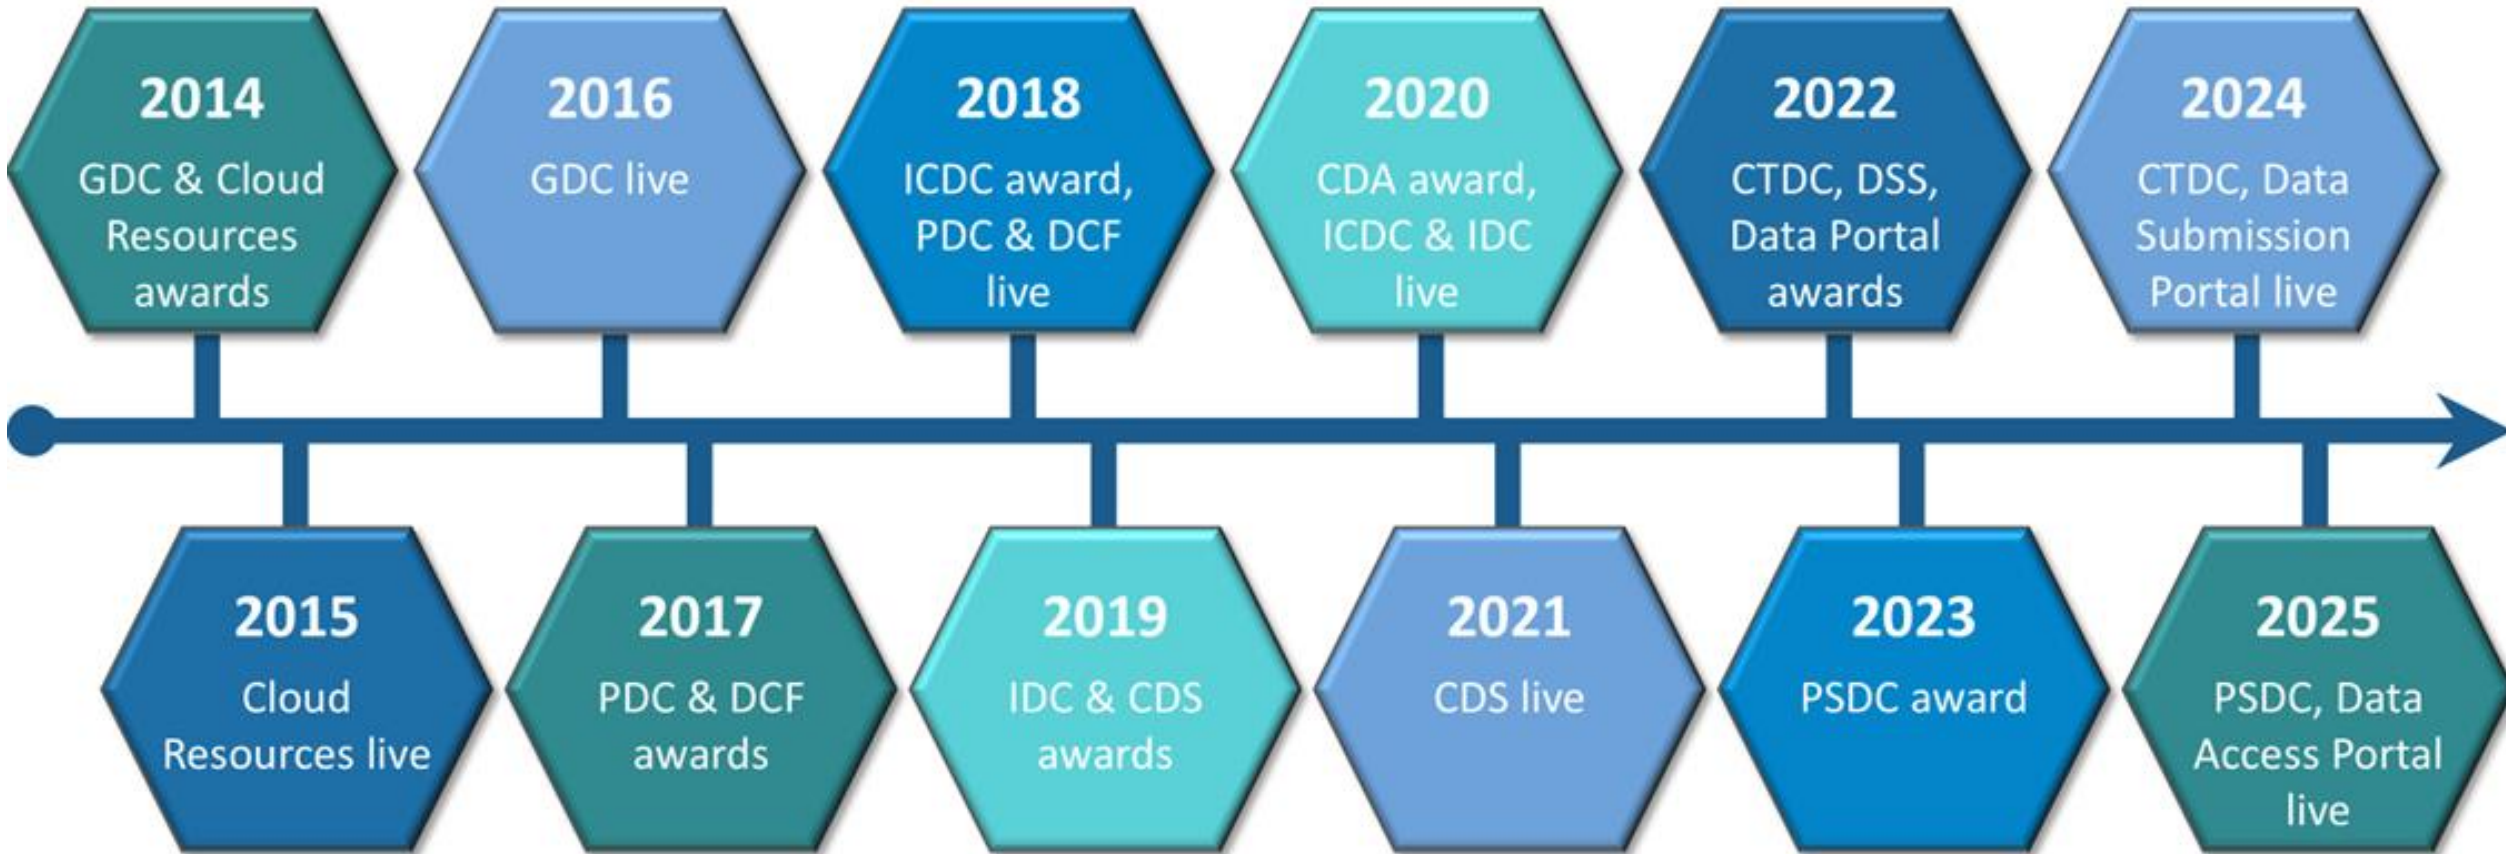 2014
GDC & Cloud
Resources
awards
2016
GDC live
2018
ICDC award,
PDC & DCF
live
2020
CDA award,
ICDC & IDC
live
2022
CTDC, DSS,
Data Portal
awards
2024
CTDC, Data
Submission
Portal live
2015
Cloud
Resources live
2017
PDC & DCF
awards
2019
IDC & CDS
awards
2021
CDS live
2023
PSDC award
2025
PSDC, Data
Access Portal
live